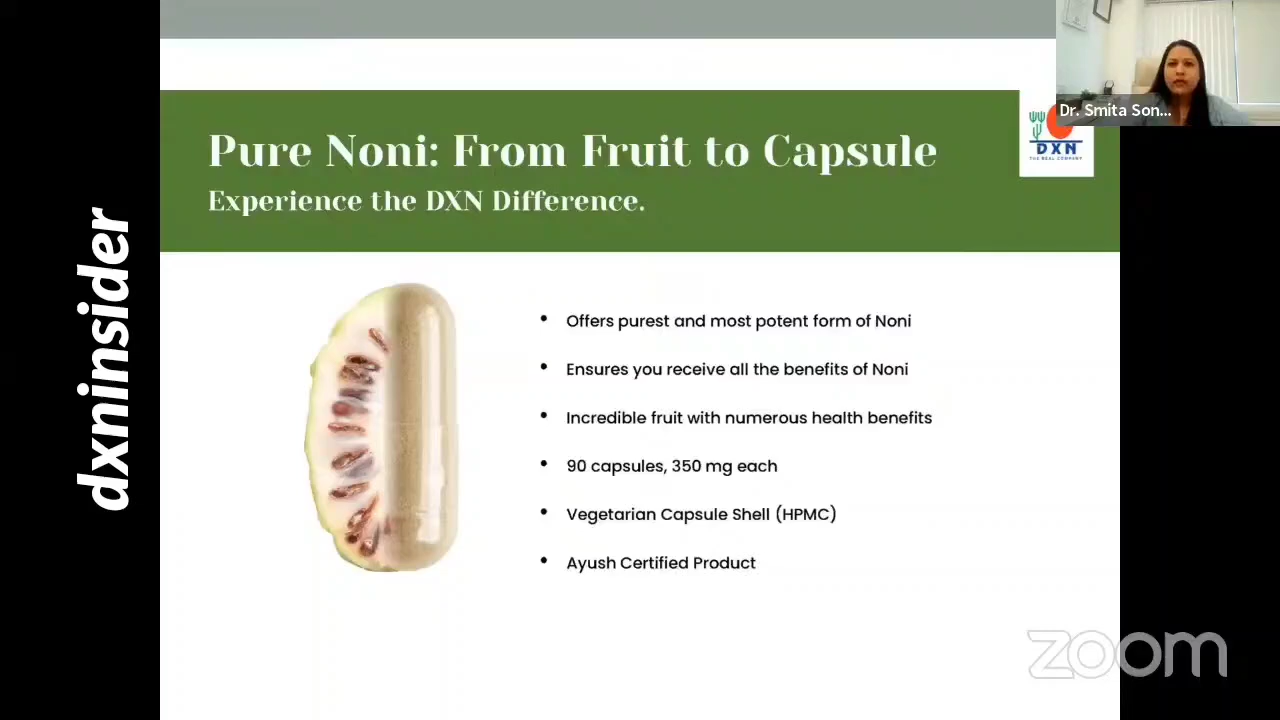 dxninsider
Pure Noni: From Fruit to Capsule
Experience the DXN Difference.
Dr. Smita Son...
DXN
THE REAL COMPANY
• Offers purest and most potent form of Noni
• Ensures you receive all the benefits of Noni
• Incredible fruit with numerous health benefits
• 90 capsules, 350 mg each
• Vegetarian Capsule Shell (HPMC)
• Ayush Certified Product
zoom